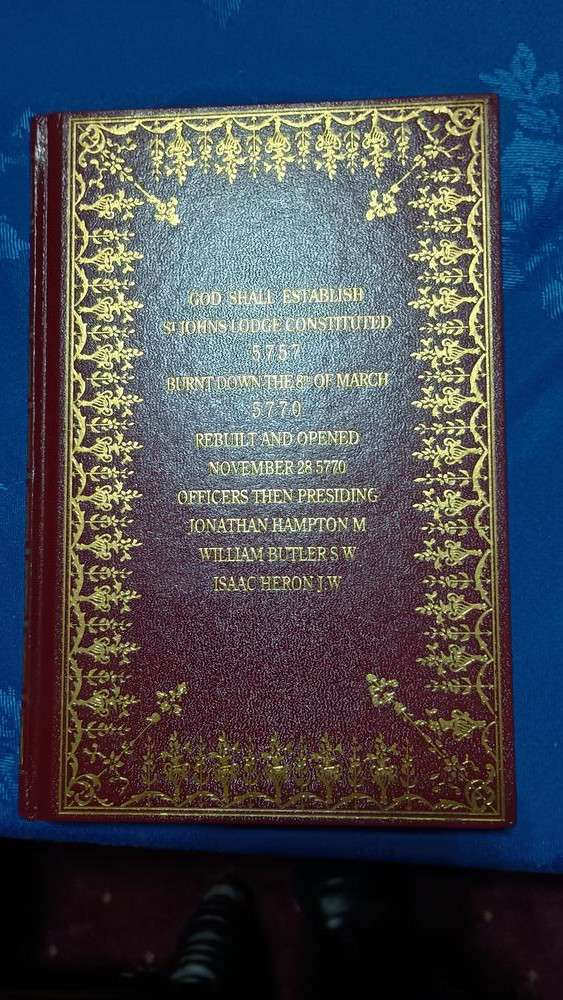 GOD SHALL ESTABLISH
ST JOHNS LODGE CONSTITUTED
5757
BURNT DOWN THE 8TH OF MARCH
5770
REBUILT AND OPENED
NOVEMBER 28 5770
OFFICERS THEN PRESIDING
JONATHAN HAMPTON M
WILLIAM BUTLER S W
ISAAC HERON J.W